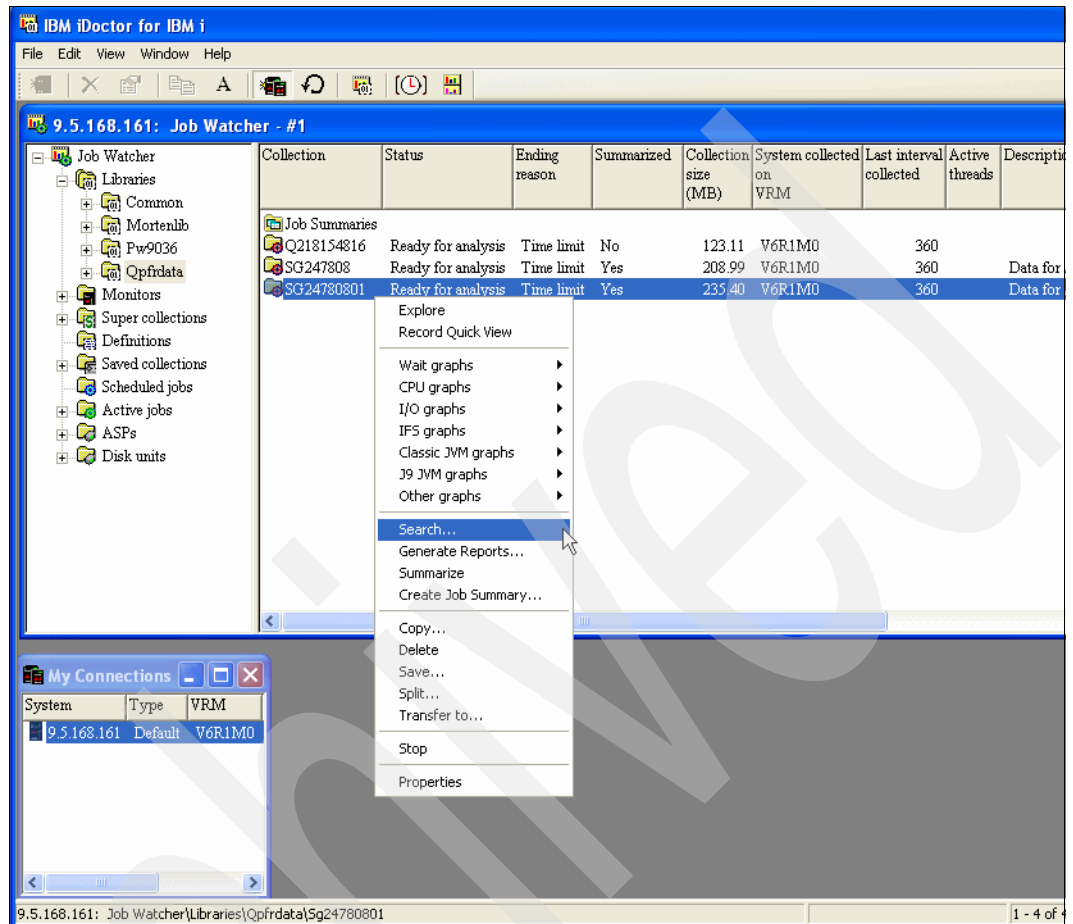 IBM iDoctor for IBM i
File Edit View Window Help
A
9.5.168.161: Job Watcher - #1
Job Watcher
Libraries
Common
Mortenlib
Pw9036
Qpfrdata
Monitors
Super collections
Definitions
Saved collections
Scheduled jobs
Active jobs
ASPs
Disk units
Collection Status Ending reason Summarized Collection size (MB) System collected on VRM Last interval collected Active threads Descriptio
Job Summaries
Q218154816 Ready for analysis Time limit No 123.11 V6R1M0 360
SG247808 Ready for analysis Time limit Yes 208.99 V6R1M0 360 Data for
SG24780801 Ready for analysis Time limit Yes 235.40 V6R1M0 360 Data for
Explore
Record Quick View
Wait graphs
CPU graphs
I/O graphs
IFS graphs
Classic JVM graphs
J9 JVM graphs
Other graphs
Search...
Generate Reports...
Summarize
Create Job Summary...
Copy...
Delete
Save...
Split...
Transfer to...
Stop
Properties
My Connections
System Type VRM
9.5.168.161 Default V6R1M0
9.5.168.161: Job Watcher\Libraries\Qpfrdata\Sg24780801
1 - 4 of